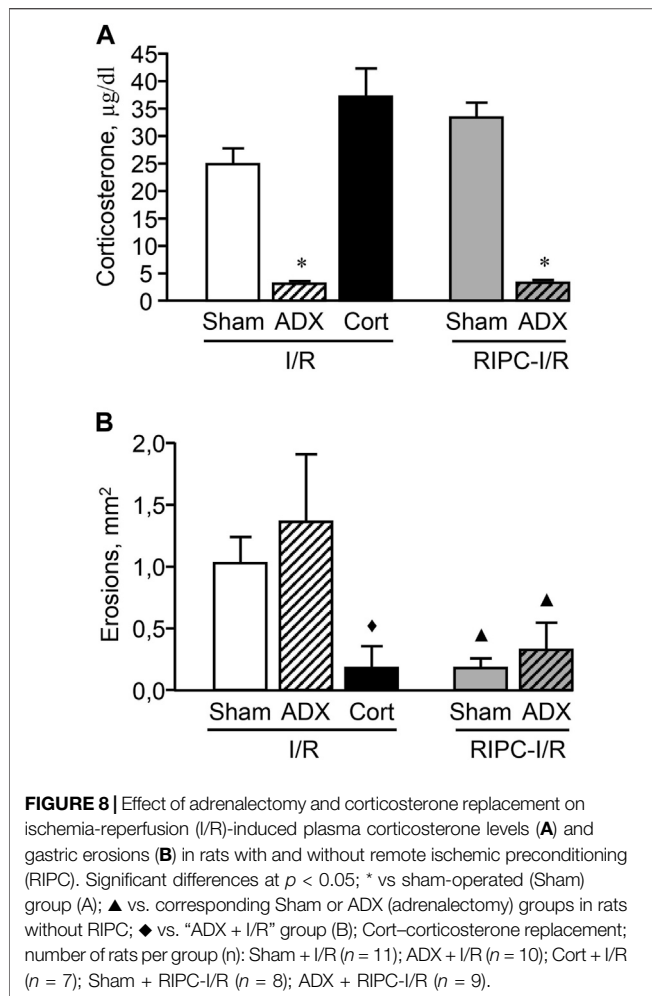 A
Corticosterone, µg/dl
45
40
35
30
25
20
15
10
5
0
*
*
Sham ADX Cort Sham ADX
I/R RIPC-I/R
B
Erosions, mm²
2,0
1,5
1,0
0,5
0,0
♦
▲
▲
Sham ADX Cort Sham ADX
I/R RIPC-I/R
FIGURE 8 | Effect of adrenalectomy and corticosterone replacement on
ischemia-reperfusion (I/R)-induced plasma corticosterone levels (A) and
gastric erosions (B) in rats with and without remote ischemic preconditioning
(RIPC). Significant differences at p < 0.05; * vs sham-operated (Sham)
group (A); ▲ vs. corresponding Sham or ADX (adrenalectomy) groups in rats
without RIPC; ◆ vs. “ADX + I/R” group (B); Cort–corticosterone replacement;
number of rats per group (n): Sham + I/R (n = 11); ADX + I/R (n = 10); Cort + I/R
(n = 7); Sham + RIPC-I/R (n = 8); ADX + RIPC-I/R (n = 9).